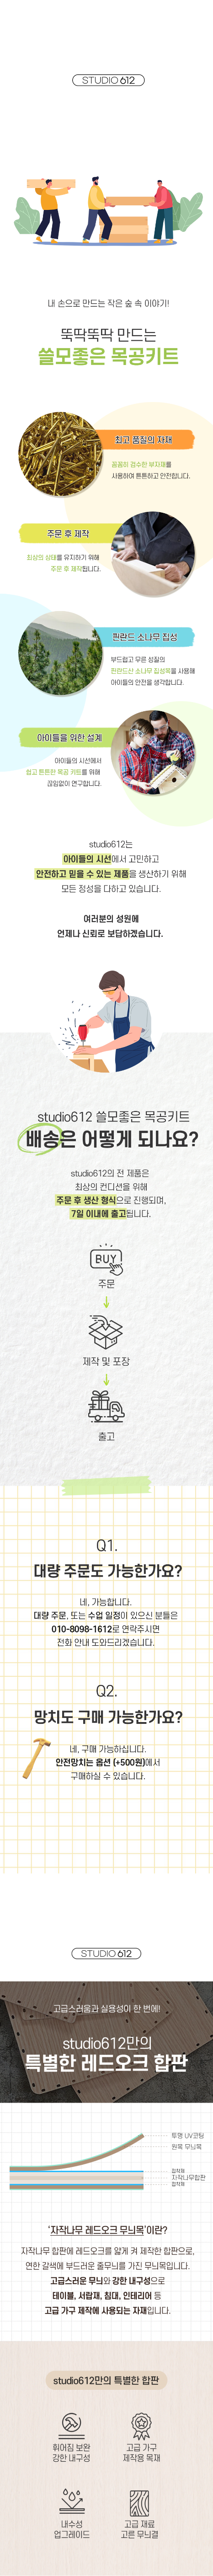 STUDIO 612
내 손으로 만드는 작은 숲 속 이야기!
뚝딱뚝딱 만드는
쓸모좋은 목공키트
최고 품질의 자재
꼼꼼히 검수한 부자재를
사용하여 튼튼하고 안전합니다.
주문 후 제작
최상의 상태를 유지하기 위해
주문 후 제작됩니다.
핀란드 소나무 집성
부드럽고 무른 성질의
핀란드산 소나무 집성목을 사용해
아이들의 안전을 생각합니다.
아이들을 위한 설계
아이들의 시선에서
쉽고 튼튼한 목공 키트를 위해
끊임없이 연구합니다.
studio612는
아이들의 시선에서 고민하고
안전하고 믿을 수 있는 제품을 생산하기 위해
모든 정성을 다하고 있습니다.
여러분의 성원에
언제나 신뢰로 보답하겠습니다.
studio612 쓸모좋은 목공키트
배송은 어떻게 되나요?
studio612의 전 제품은
최상의 컨디션을 위해
주문 후 생산 형식으로 진행되며,
7일 이내에 출고됩니다.
BUY
주문
제작 및 포장
출고
Q1.
대량 주문도 가능한가요?
네, 가능합니다.
대량 주문, 또는 수업 일정이 있으신 분들은
010-8098-1612로 연락주시면
전화 안내 도와드리겠습니다.
Q2.
망치도 구매 가능한가요?
네, 구매 가능하십니다.
안전망치는 옵션 (+500원)에서
구매하실 수 있습니다.
STUDIO 612
고급스러움과 실용성이 한 번에!
studio612만의
특별한 레드오크 합판
투명 UV코팅
원목 무늬목
접착제
자작나무합판
접착제
'자작나무 레드오크 무늬목'이란?
자작나무 합판에 레드오크를 얇게 켜 제작한 합판으로,
연한 갈색에 부드러운 줄무늬를 가진 무늬목입니다.
고급스러운 무늬와 강한 내구성으로
테이블, 서랍재, 침대, 인테리어 등
고급 가구 제작에 사용되는 자재입니다.
studio612만의 특별한 합판
휘어짐 보완
강한 내구성
고급 가구
제작용 목재
내수성
업그레이드
고급 재료
고른 무늬결